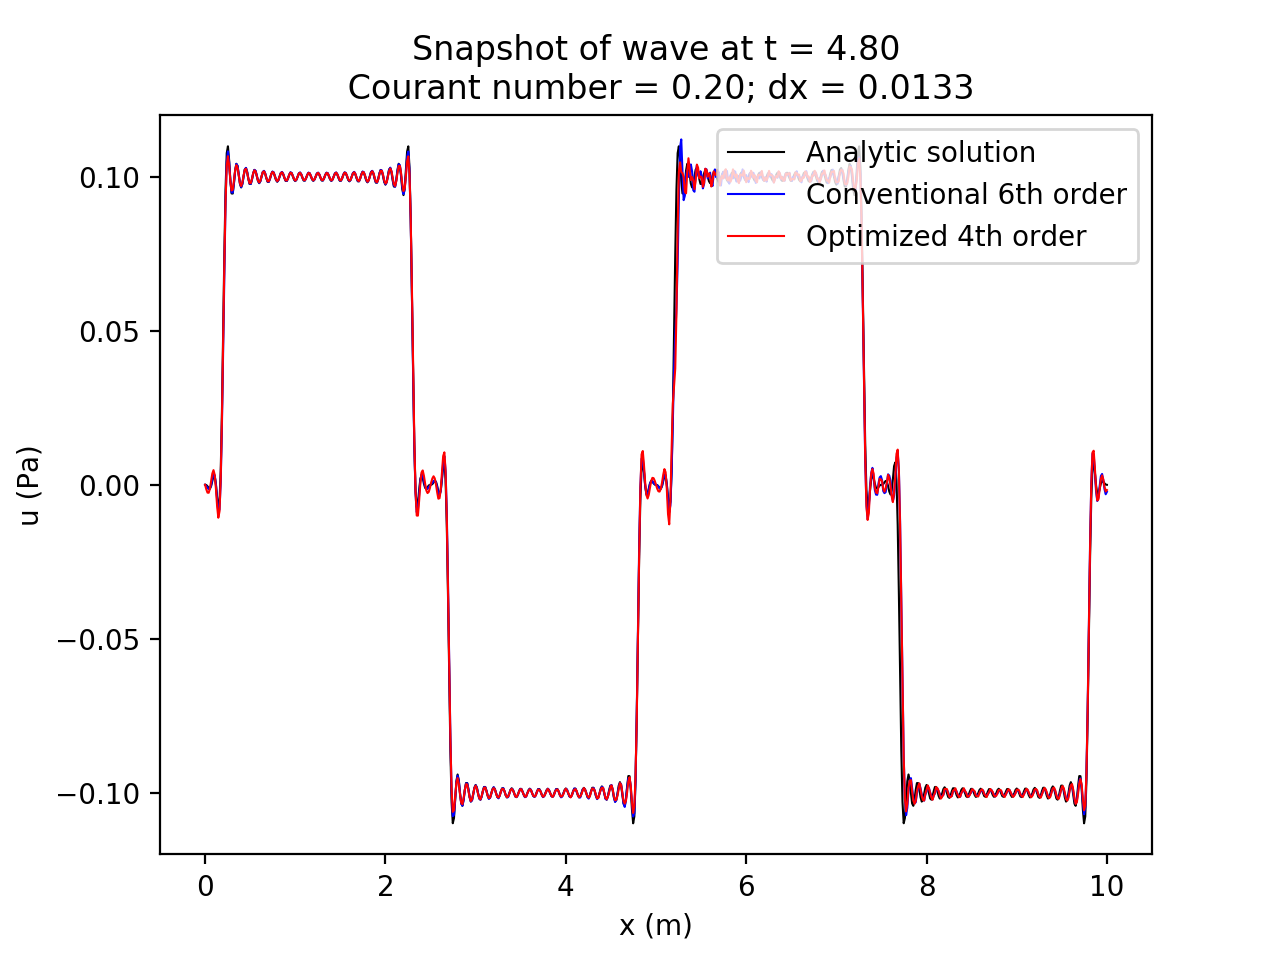 Snapshot of wave at t = 4.80
Courant number = 0.20; dx = 0.0133
Analytic solution
Conventional 6th order
Optimized 4th order
0.10
0.05
0.00
−0.05
−0.10
u (Pa)
0 2 4 6 8 10
x (m)